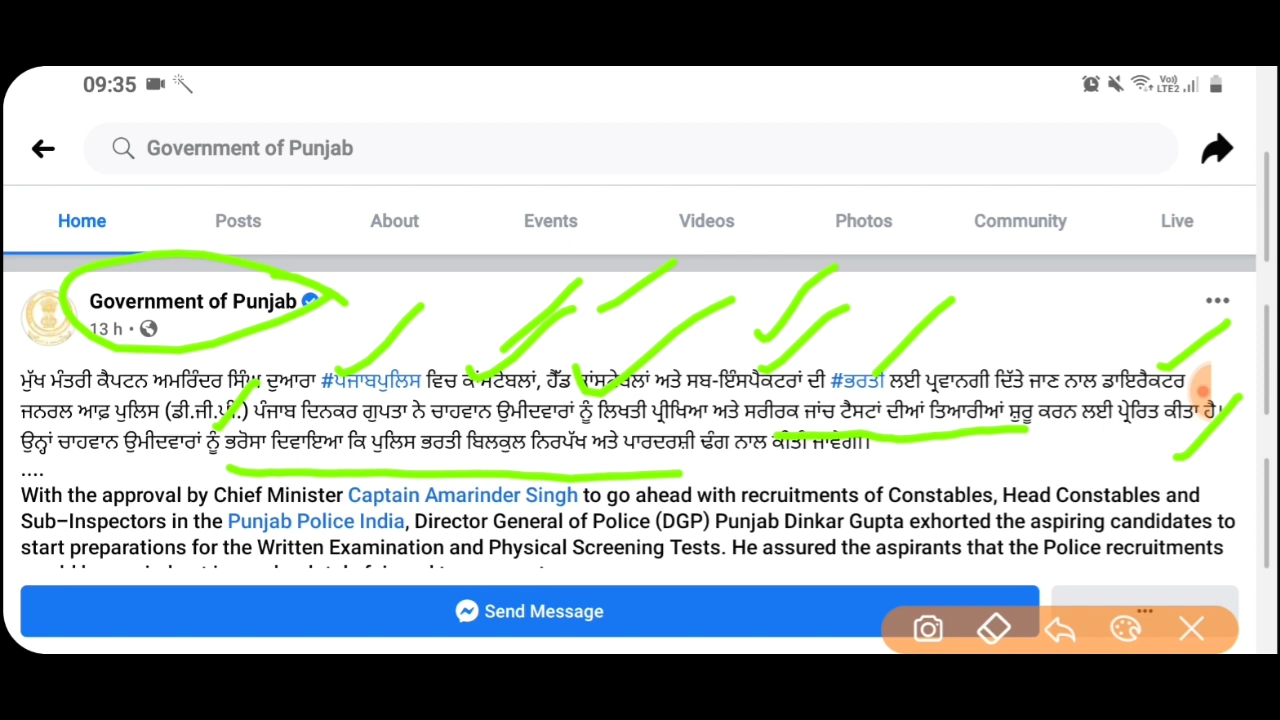 09:35
Vo)) LTE2
Government of Punjab
Home Posts About Events Videos Photos Community Live
Government of Punjab
13 h
ਮੁੱਖ ਮੰਤਰੀ ਕੈਪਟਨ ਅਮਰਿੰਦਰ ਸਿੰਘ ਦੁਆਰਾ #ਪੰਜਾਬਪੁਲਿਸ ਵਿਚ ਕਾਂਸਟੇਬਲਾਂ, ਹੈੱਡ ਕਾਂਸਟੇਬਲਾਂ ਅਤੇ ਸਬ-ਇੰਸਪੈਕਟਰਾਂ ਦੀ #ਭਰਤੀ ਲਈ ਪ੍ਰਵਾਨਗੀ ਦਿੱਤੇ ਜਾਣ ਨਾਲ ਡਾਇਰੈਕਟਰ
ਜਨਰਲ ਆਫ਼ ਪੁਲਿਸ (ਡੀ.ਜੀ.ਪੀ.) ਪੰਜਾਬ ਦਿਨਕਰ ਗੁਪਤਾ ਨੇ ਚਾਹਵਾਨ ਉਮੀਦਵਾਰਾਂ ਨੂੰ ਲਿਖਤੀ ਪ੍ਰੀਖਿਆ ਅਤੇ ਸਰੀਰਕ ਜਾਂਚ ਟੈਸਟਾਂ ਦੀਆਂ ਤਿਆਰੀਆਂ ਸ਼ੁਰੂ ਕਰਨ ਲਈ ਪ੍ਰੇਰਿਤ ਕੀਤਾ ਹੈ।
ਉਨ੍ਹਾਂ ਚਾਹਵਾਨ ਉਮੀਦਵਾਰਾਂ ਨੂੰ ਭਰੋਸਾ ਦਿਵਾਇਆ ਕਿ ਪੁਲਿਸ ਭਰਤੀ ਬਿਲਕੁਲ ਨਿਰਪੱਖ ਅਤੇ ਪਾਰਦਰਸ਼ੀ ਢੰਗ ਨਾਲ ਕੀਤੀ ਜਾਵੇਗੀ।
....
With the approval by Chief Minister Captain Amarinder Singh to go ahead with recruitments of Constables, Head Constables and
Sub–Inspectors in the Punjab Police India, Director General of Police (DGP) Punjab Dinkar Gupta exhorted the aspiring candidates to
start preparations for the Written Examination and Physical Screening Tests. He assured the aspirants that the Police recruitments
Send Message